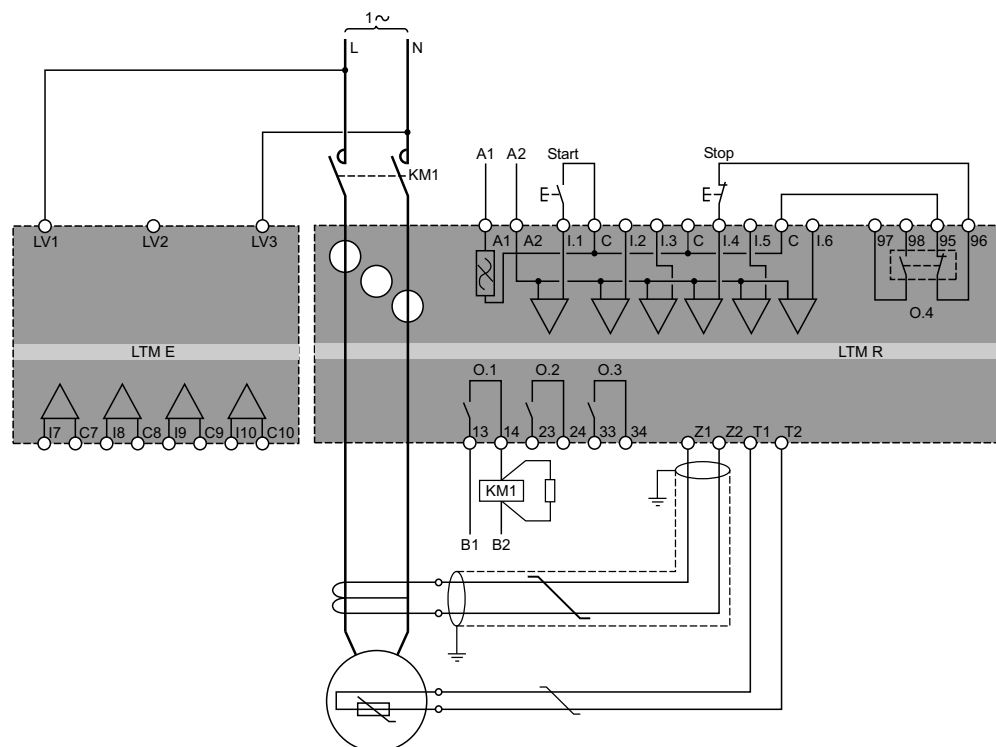 1~
L N
A1 A2 Start Stop
KM1
LV1 LV2 LV3
A1 A2 I.1 C I.2 I.3 C I.4 I.5 C I.6 97 98 95 96
O.4
LTM E LTM R
O.1 O.2 O.3
I7 C7 I8 C8 I9 C9 I10 C10
13 14 23 24 33 34 Z1 Z2 T1 T2
KM1
B1 B2